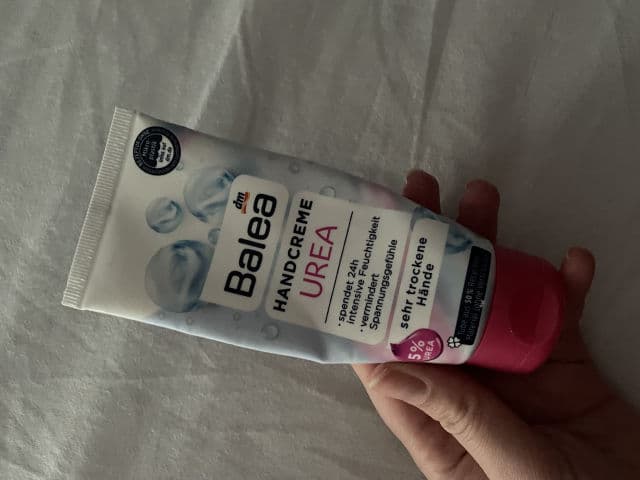 dm
Balea
HANDCREME
UREA
• spendet 24h
intensive Feuchtigkeit
• vermindert
Spannungsgefühle
sehr trockene
Hände
5%
UREA